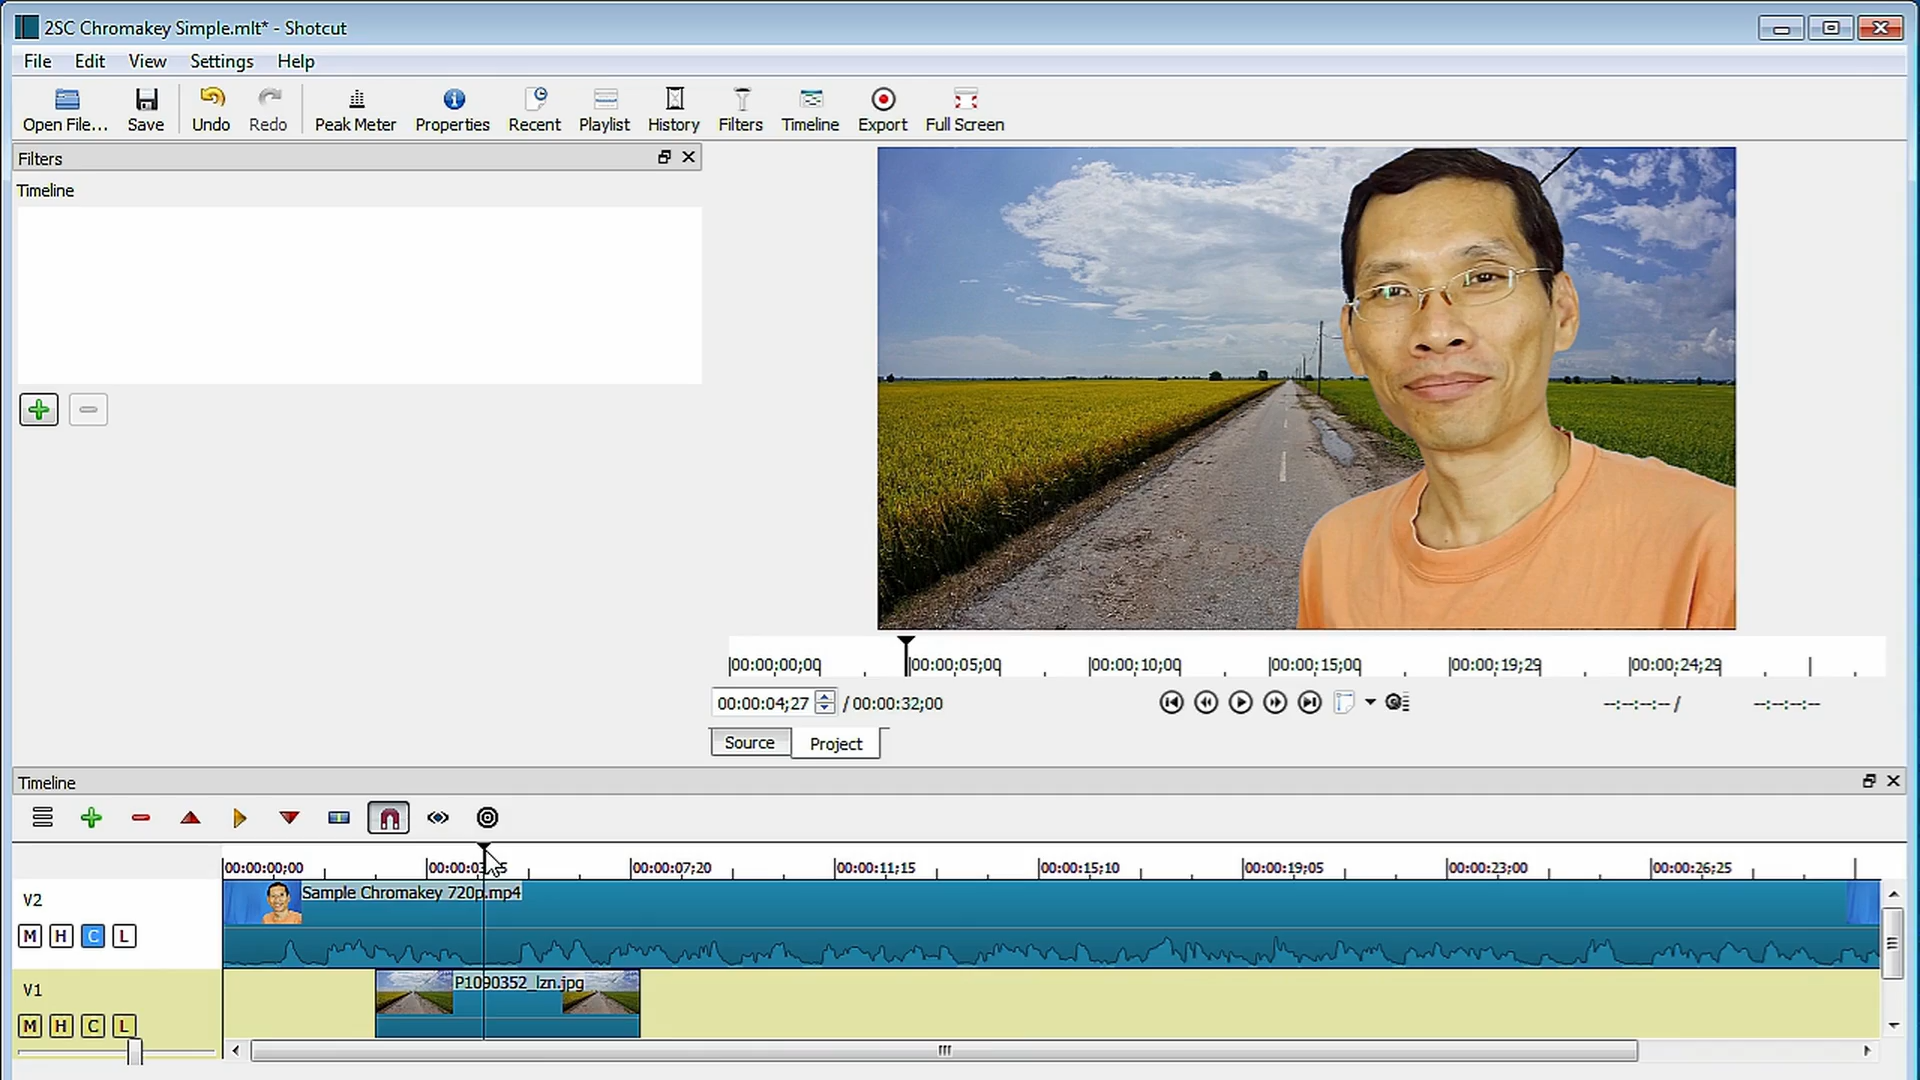 2SC Chromakey Simple.mlt* - Shotcut
File Edit View Settings Help
Open File... Save Undo Redo Peak Meter Properties Recent Playlist History Filters Timeline Export Full Screen
Filters
Timeline
00:00:00;00 00:00:05;00 00:00:10;00 00:00:15;00 00:00:19;29 00:00:24;29
00:00:04;27 / 00:00:32;00 --:--:--:-- / --:--:--:--
Source Project
Timeline
00:00:00;00 00:00:07;20 00:00:11;15 00:00:15;10 00:00:19;05 00:00:23;00 00:00:26;25
V2 Sample Chromakey 720p.mp4
M H C L
V1 P1090352_lzn.jpg
M H C L